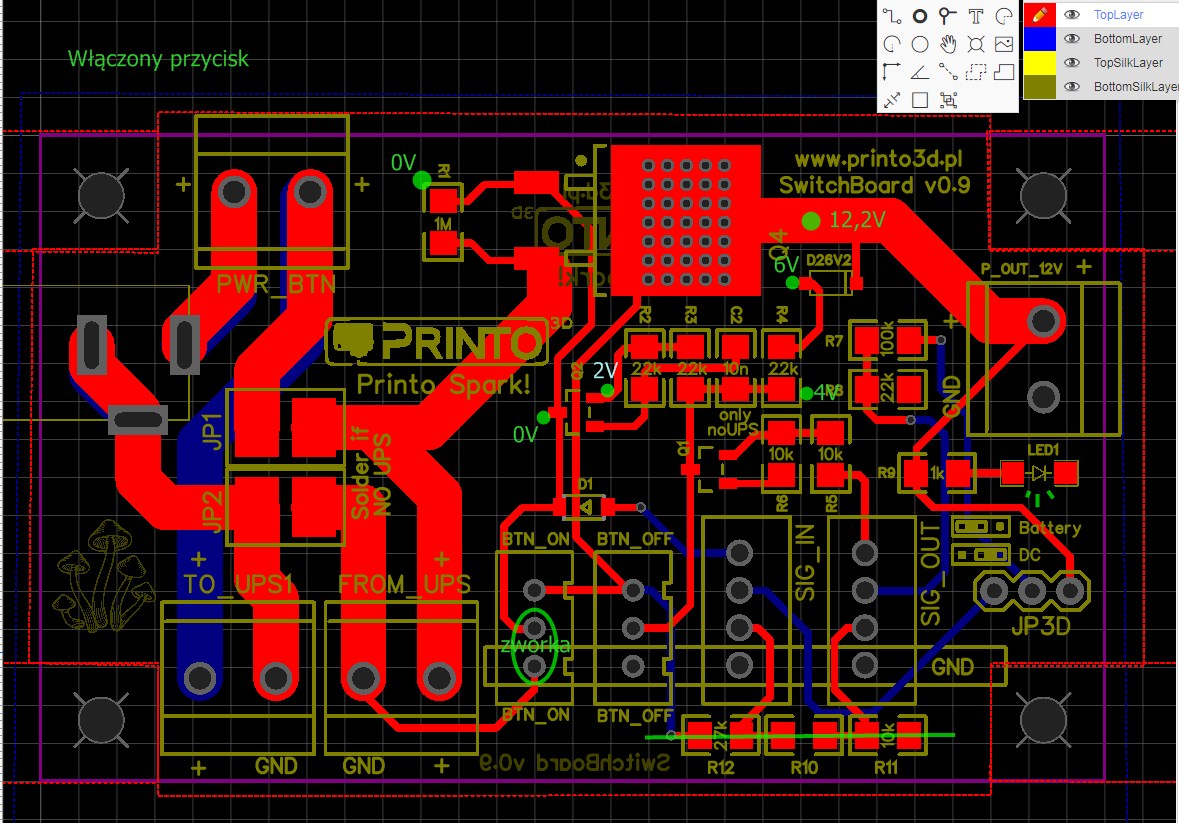 TopLayer
BottomLayer
TopSilkLayer
BottomSilkLayer
Włączony przycisk
www.printo3d.pl
SwitchBoard v0.9
0V
R1
1M
+
+
12,2V
Q4
6V
D26V2
P_OUT_12V
+
PWR_BTN
3D
PRINTO
Printo Spark!
R2
R3
C2
R4
R7
100k
+
22k
22k
10n
22k
2V
4V
R8
22k
GND
0V
only
noUPS
Q1
10k
10k
R6
R5
R9
1k
LED1
JP1
JP2
Solder if
NO_UPS
D1
BTN_ON
BTN_OFF
SIG_IN
SIG_OUT
Battery
DC
JP3D
+
+
TO_UPS1
FROM_UPS
zworka
GND
BTN_ON
BTN_OFF
27k
10k
R12
R10
R11
+
GND
GND
+
SwitchBoard v0.9